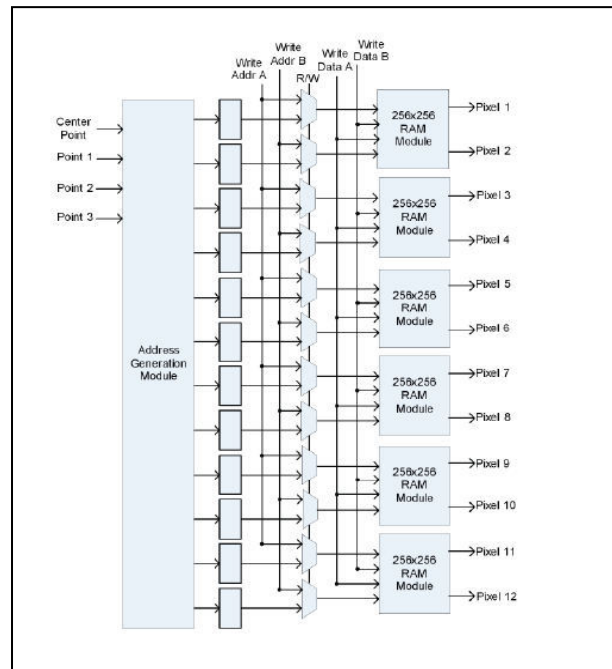 Write
Addr A
Write
Addr B
R/W
Write
Data A
Write
Data B
Center
Point
Point 1
Point 2
Point 3
Address
Generation
Module
256x256
RAM
Module
Pixel 1
Pixel 2
256x256
RAM
Module
Pixel 3
Pixel 4
256x256
RAM
Module
Pixel 5
Pixel 6
256x256
RAM
Module
Pixel 7
Pixel 8
256x256
RAM
Module
Pixel 9
Pixel 10
256x256
RAM
Module
Pixel 11
Pixel 12